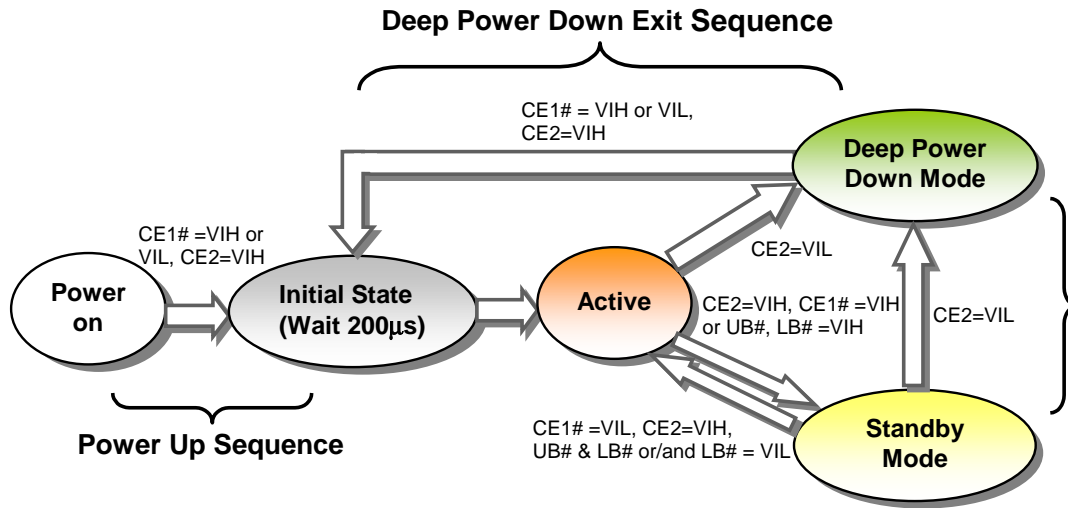 Deep Power Down Exit Sequence
CE1# = VIH or VIL,
CE2=VIH
Deep Power
Down Mode
CE1# =VIH or
VIL, CE2=VIH
CE2=VIL
Power
on
Initial State
(Wait 200μs)
Active
CE2=VIH, CE1# =VIH
or UB#, LB# =VIH
CE2=VIL
Power Up Sequence
CE1# =VIL, CE2=VIH,
UB# & LB# or/and LB# = VIL
Standby
Mode